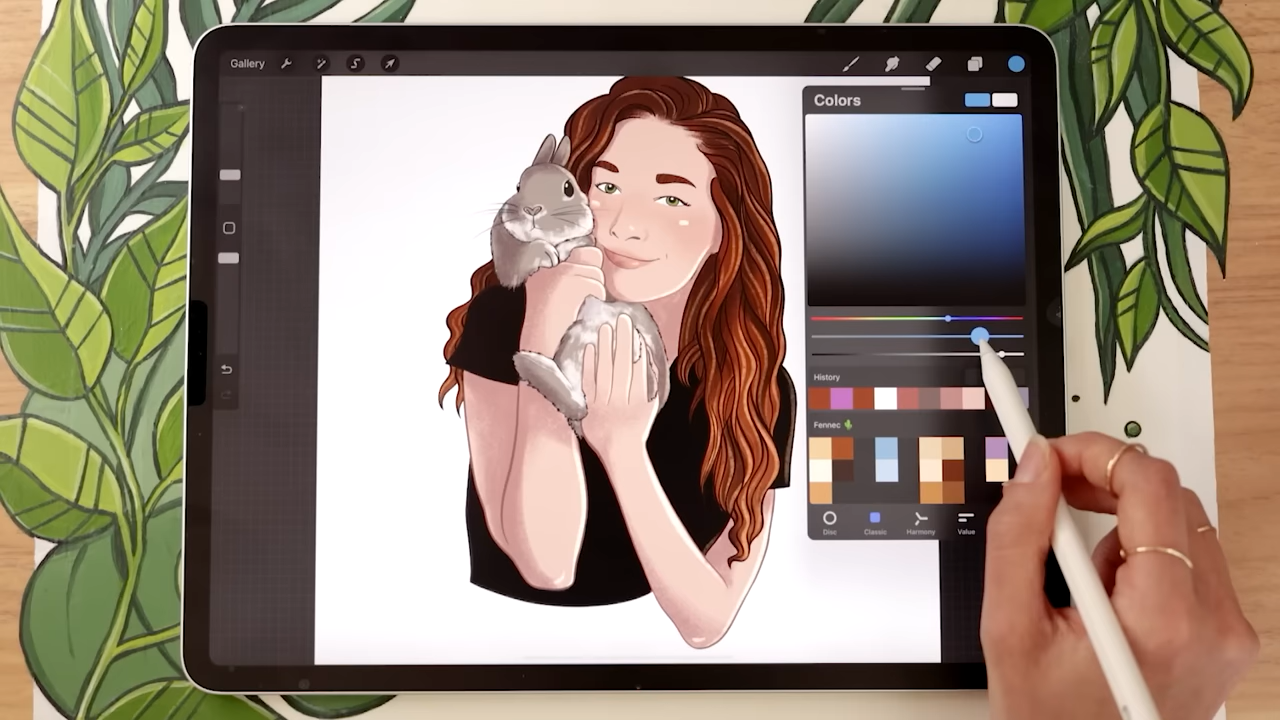 Gallery
Colors
History
Fennec
Disc
Classic
Harmony
Value